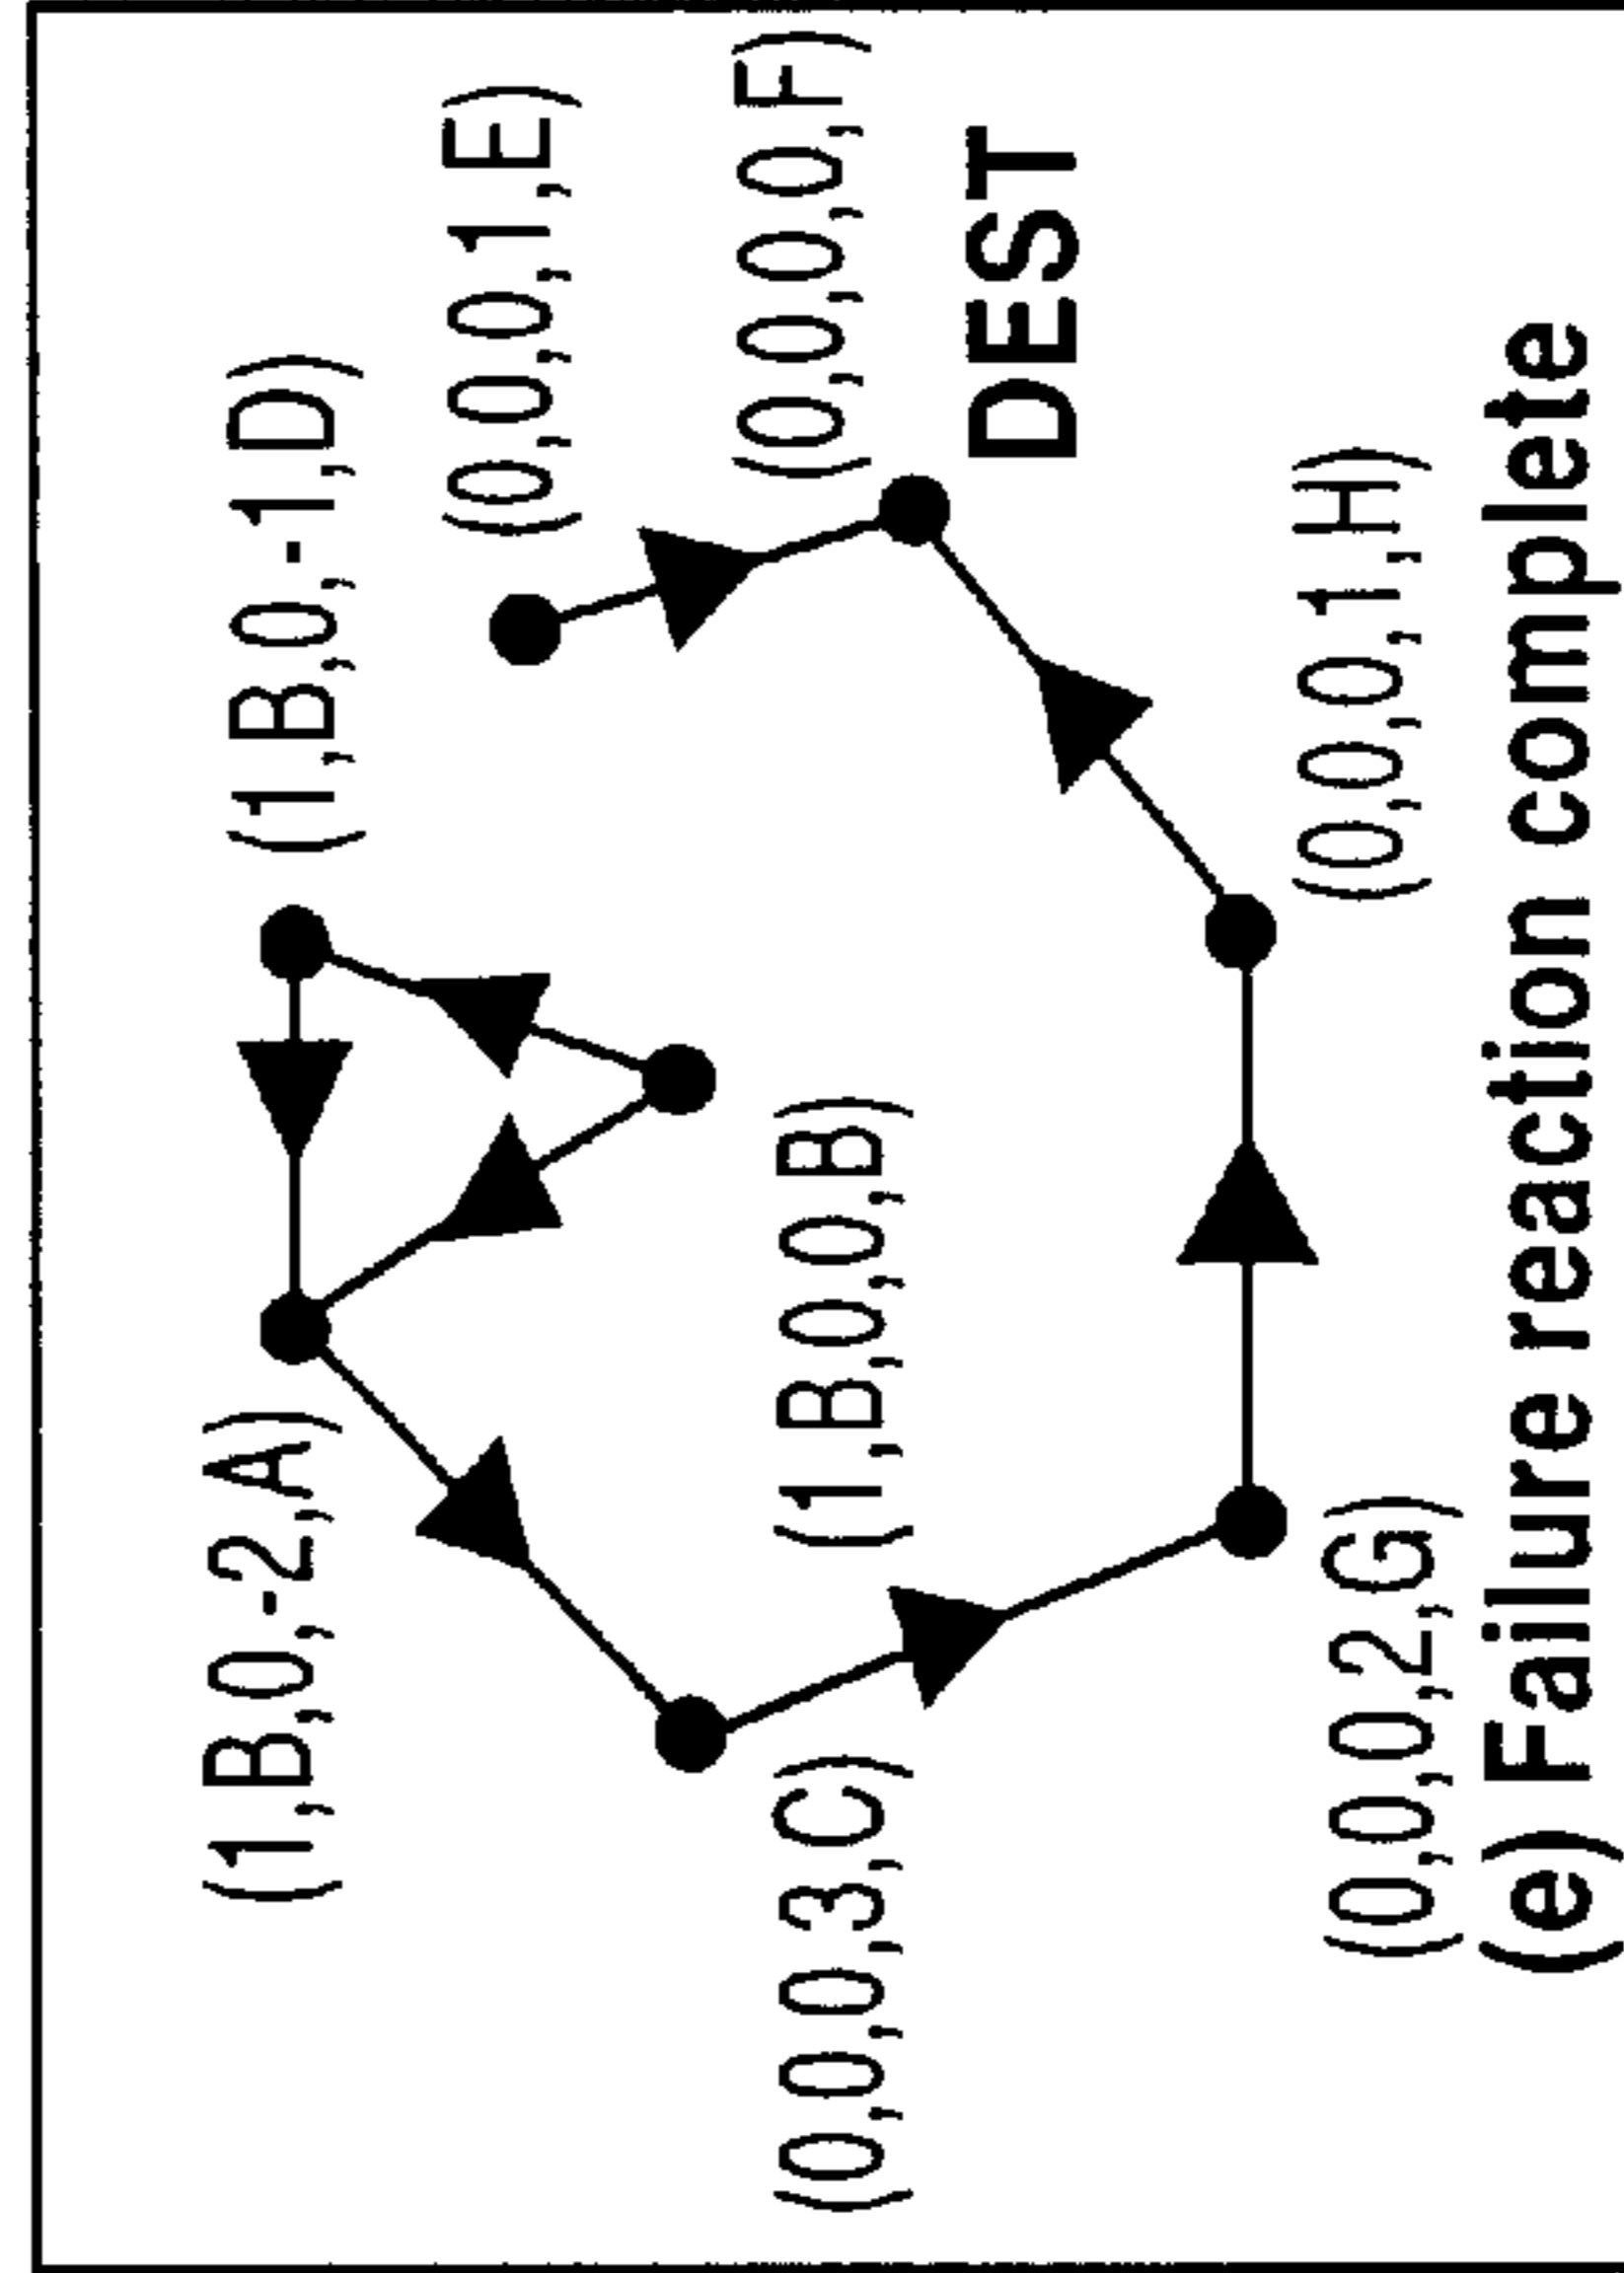 (1,B,0,-2,A)
(1,B,0,-1,D)
(0,0,0,1,E)
(0,0,0,3,C)
(1,B,0,0,B)
(0,0,0,0,F)
DEST
(0,0,0,2,G)
(0,0,0,1,H)
(e) Failure reaction complete